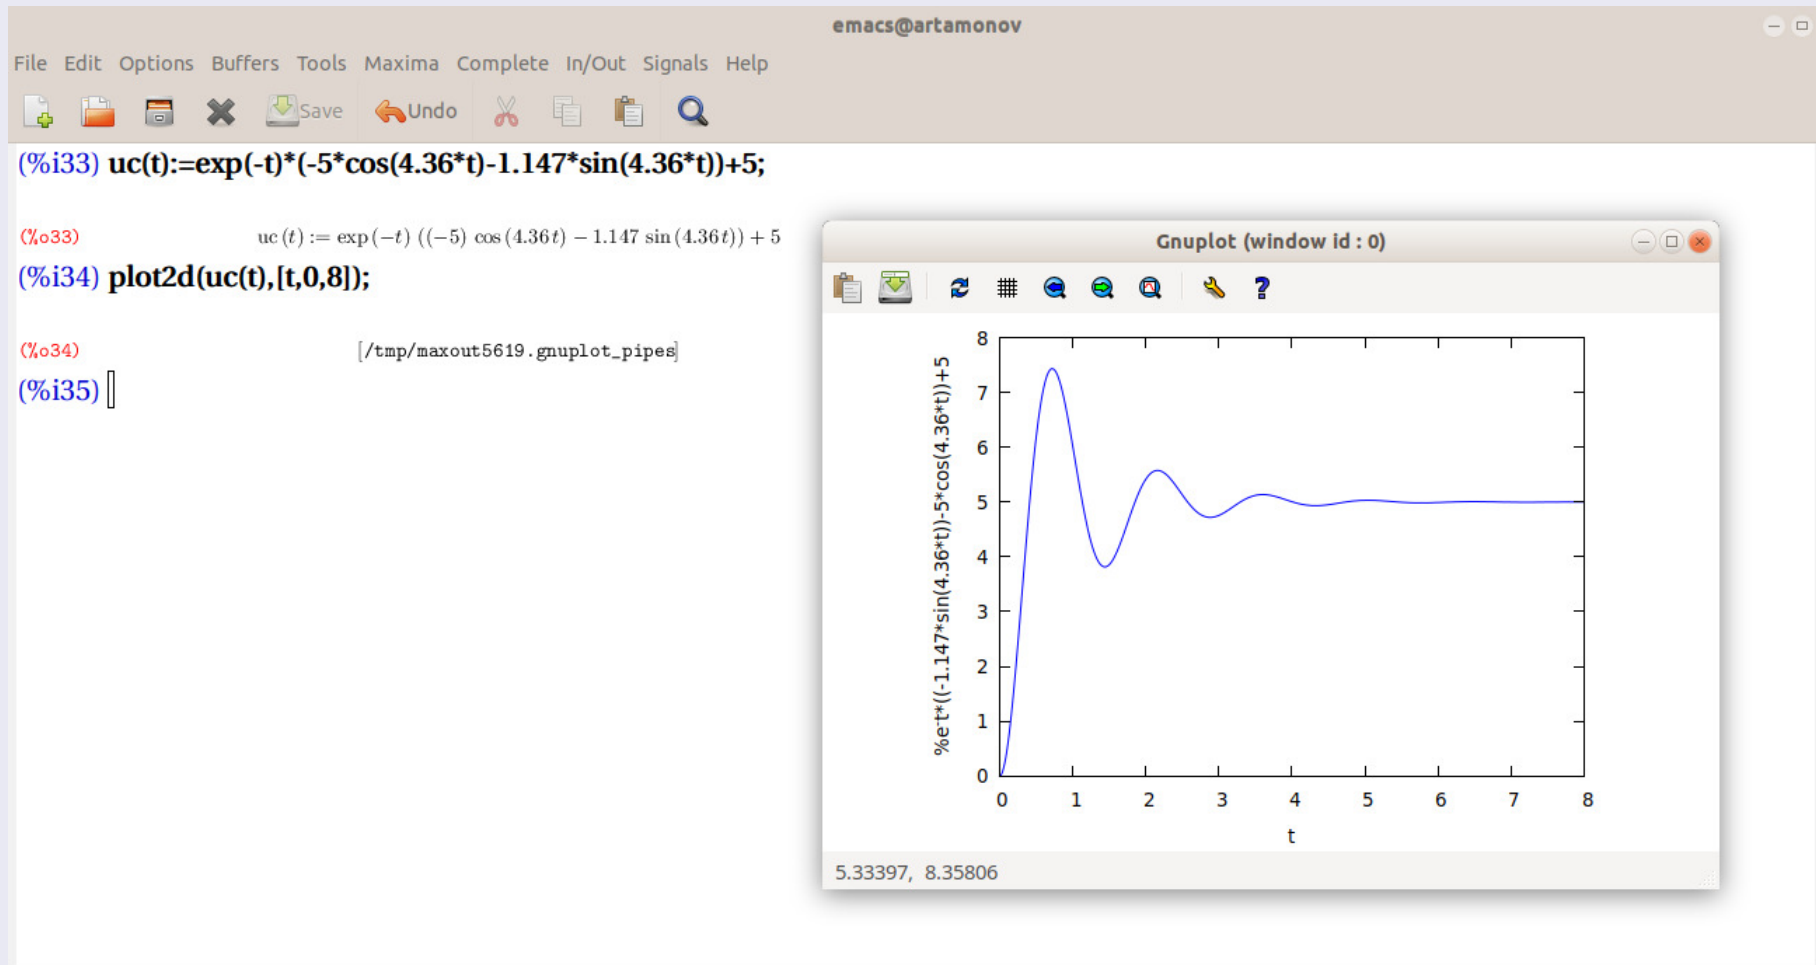 emacs@artamonov
File Edit Options Buffers Tools Maxima Complete In/Out Signals Help
Save Undo
(%i33) uc(t):=exp(-t)*(-5*cos(4.36*t)-1.147*sin(4.36*t))+5;
(%o33) uc (t) := exp (−t) ((−5) cos (4.36 t) − 1.147 sin (4.36 t)) + 5
(%i34) plot2d(uc(t),[t,0,8]);
(%o34) [/tmp/maxout5619.gnuplot_pipes]
(%i35)
Gnuplot (window id : 0)
%e-t*((-1.147*sin(4.36*t))-5*cos(4.36*t))+5
8
7
6
5
4
3
2
1
0
0 1 2 3 4 5 6 7 8
t
5.33397, 8.35806